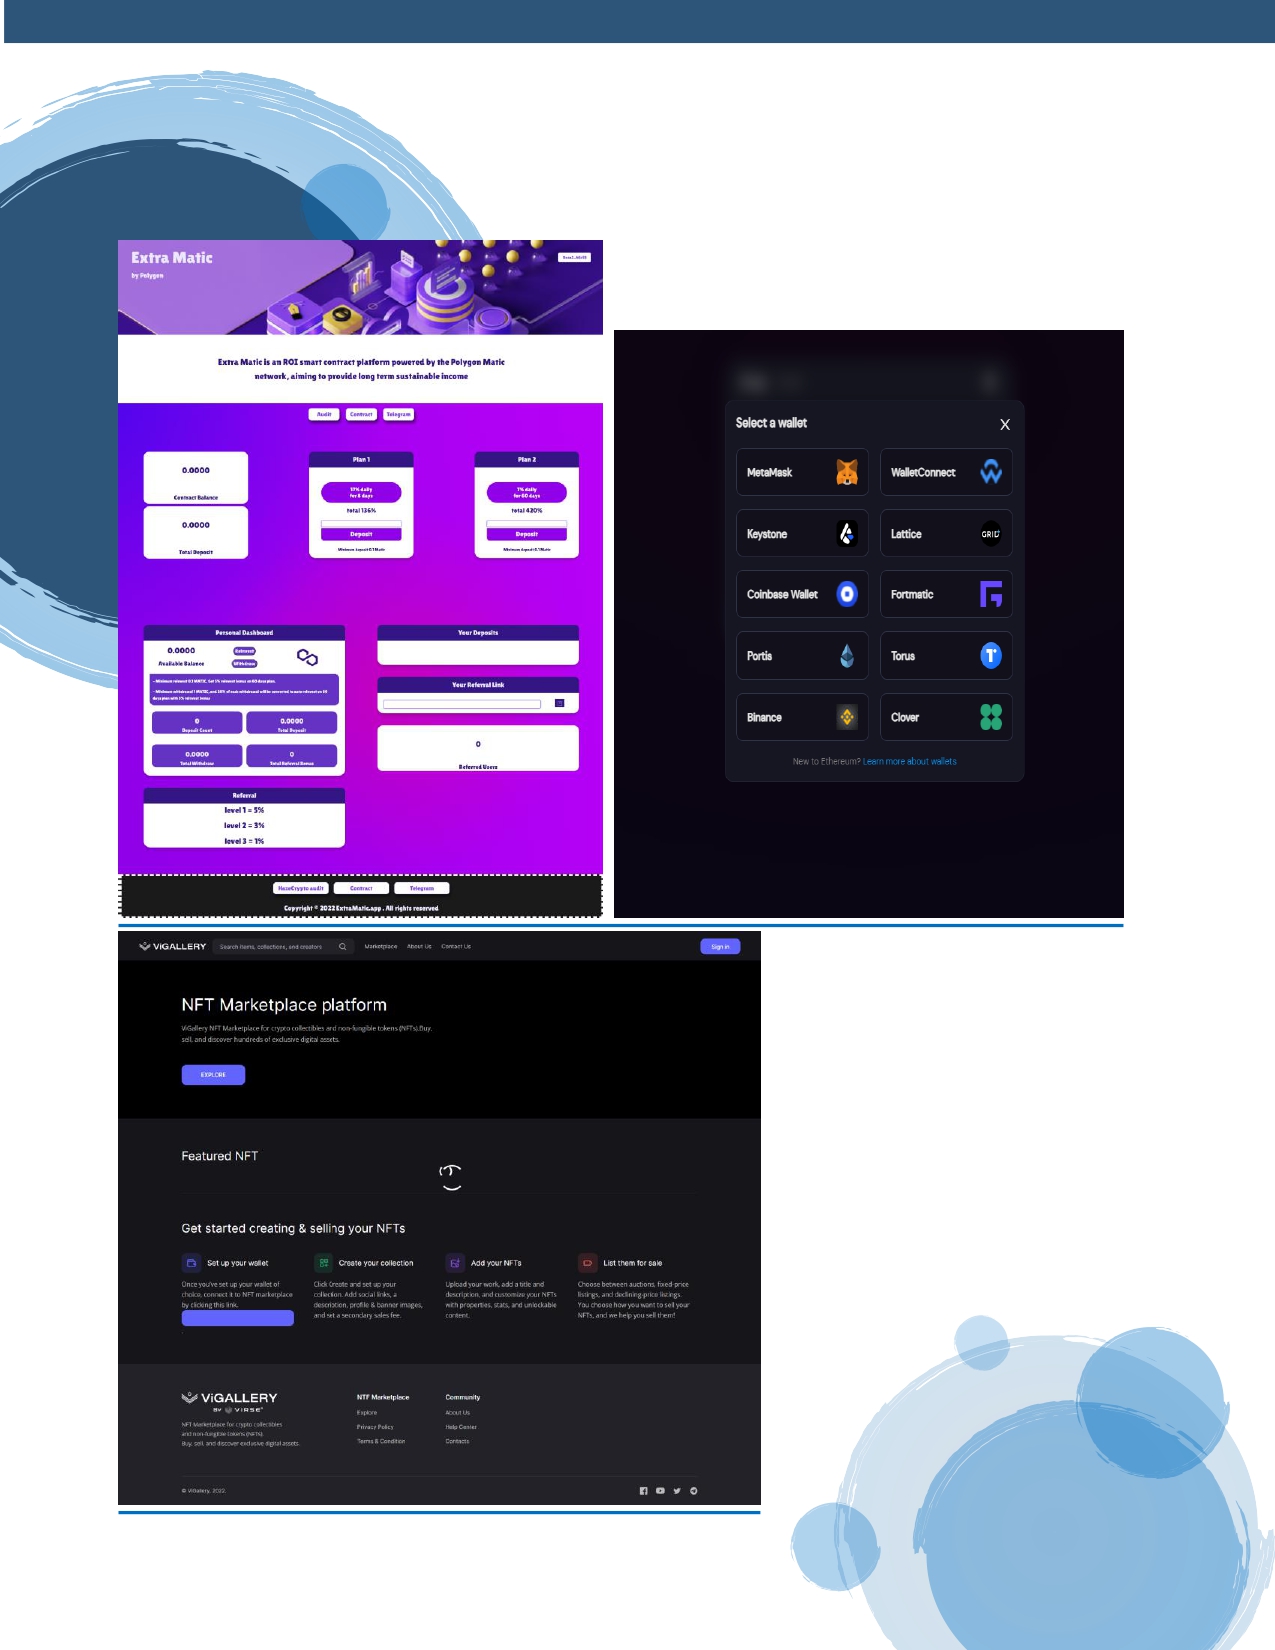 Extra Matic
by Polygon
Extra Matic is an ROI smart contract platform powered by the Polygon Matic
network, aiming to provide long term sustainable income
Audit Contract Telegram
0.0000
Contract Balance
0.0000
Total Deposit
Plan 1
17% daily
for 8 days
total 136%
Deposit
Minimum deposit 0.1 Matic
Plan 2
7% daily
for 60 days
total 420%
Deposit
Minimum deposit 0.1 Matic
Personal Dashboard
0.0000
Available Balance
Reinvest
Withdraw
0
Deposit Count
0.0000
Total Deposit
0.0000
Total Withdraw
0
Total Referral Bonus
Your Deposits
Your Referral Link
0
Referred Users
Referral
level 1 = 5%
level 2 = 3%
level 3 = 1%
HazeCrypto audit Contract Telegram
Copyright © 2022 ExtraMatic.app . All rights reserved
Select a wallet X
MetaMask WalletConnect
Keystone Lattice GRID+
Coinbase Wallet Fortmatic
Portis Torus
Binance Clover
New to Ethereum? Learn more about wallets
ViGALLERY Search items, collections, and creators Marketplace About Us Contact Us Sign in
NFT Marketplace platform
ViGallery NFT Marketplace for crypto collectibles and non-fungible tokens (NFTs).Buy,
sell, and discover hundreds of exclusive digital assets.
EXPLORE
Featured NFT
Get started creating & selling your NFTs
Set up your wallet
Once you've set up your wallet of
choice, connect it to NFT marketplace
by clicking this link.
Create your collection
Click Create and set up your
collection. Add social links, a
description, profile & banner images,
and set a secondary sales fee.
Add your NFTs
Upload your work, add a title and
description, and customize your NFTs
with properties, stats, and unlockable
content.
List them for sale
Choose between auctions, fixed-price
listings, and declining-price listings.
You choose how you want to sell your
NFTs, and we help you sell them!
ViGALLERY
BY VIRSE
NFT Marketplace for crypto collectibles
and non-fungible tokens (NFTs).
Buy, sell, and discover exclusive digital assets.
NTF Marketplace
Explore
Privacy Policy
Terms & Condition
Community
About Us
Help Center
Contacts
© ViGallery, 2022.